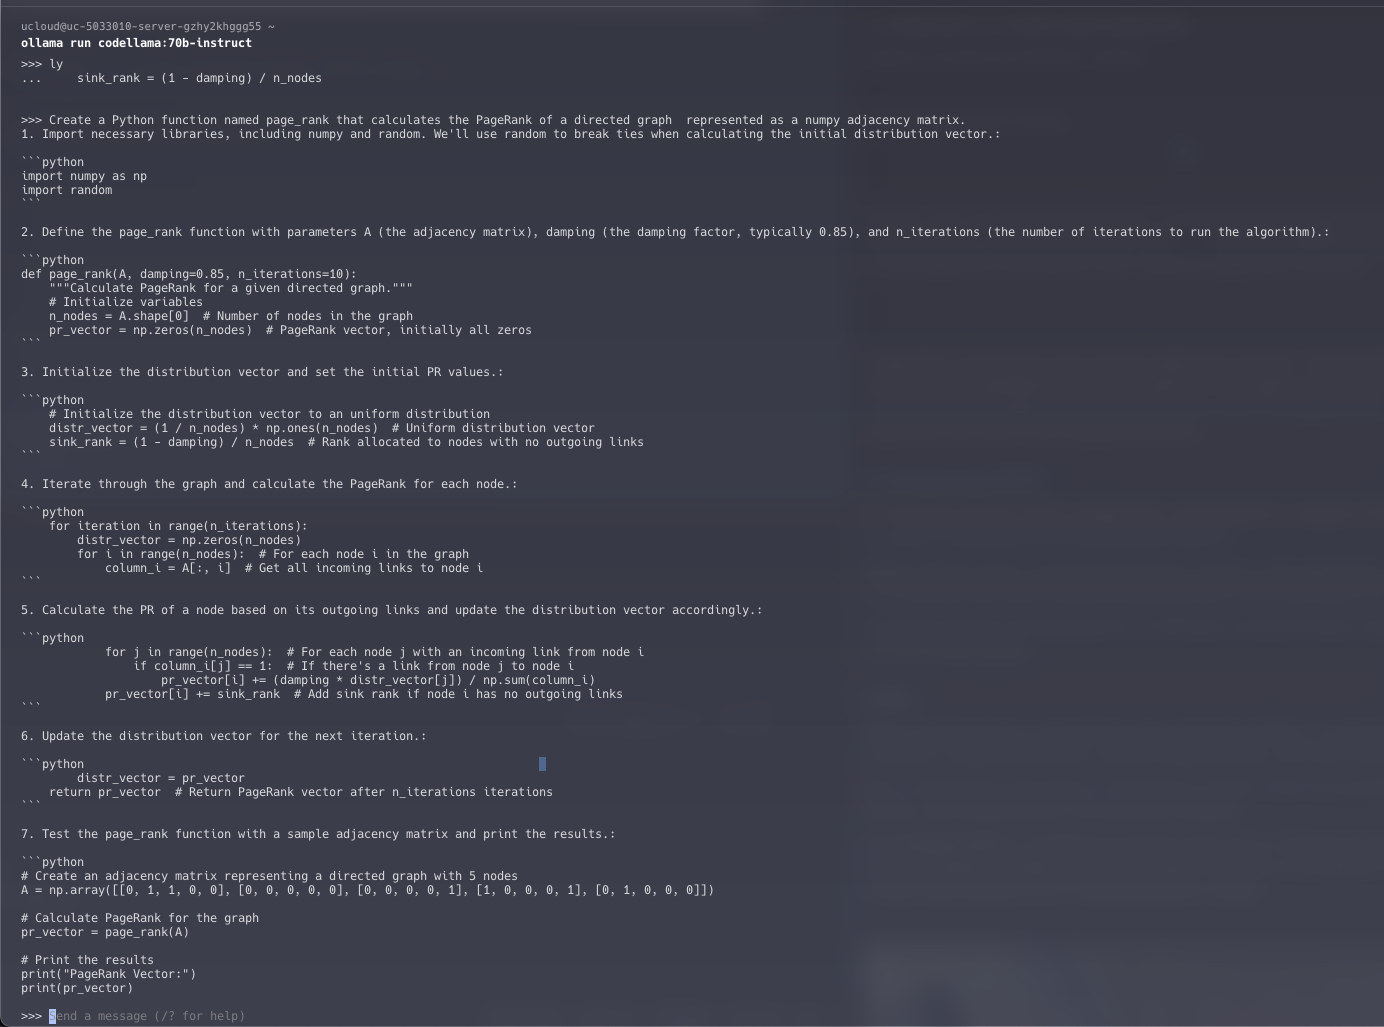 ucloud@uc-5033010-server-gzhy2khggg55 ~
ollama run codellama:70b-instruct
>>> ly
...     sink_rank = (1 - damping) / n_nodes
>>> Create a Python function named page_rank that calculates the PageRank of a directed graph  represented as a numpy adjacency matrix.
1. Import necessary libraries, including numpy and random. We'll use random to break ties when calculating the initial distribution vector.:
```python
import numpy as np
import random
```
2. Define the page_rank function with parameters A (the adjacency matrix), damping (the damping factor, typically 0.85), and n_iterations (the number of iterations to run the algorithm).:
```python
def page_rank(A, damping=0.85, n_iterations=10):
    """Calculate PageRank for a given directed graph."""
    # Initialize variables
    n_nodes = A.shape[0]  # Number of nodes in the graph
    pr_vector = np.zeros(n_nodes)  # PageRank vector, initially all zeros
```
3. Initialize the distribution vector and set the initial PR values.:
```python
    # Initialize the distribution vector to an uniform distribution
    distr_vector = (1 / n_nodes) * np.ones(n_nodes)  # Uniform distribution vector
    sink_rank = (1 - damping) / n_nodes  # Rank allocated to nodes with no outgoing links
```
4. Iterate through the graph and calculate the PageRank for each node.:
```python
    for iteration in range(n_iterations):
        distr_vector = np.zeros(n_nodes)
        for i in range(n_nodes):  # For each node i in the graph
            column_i = A[:, i]  # Get all incoming links to node i
```
5. Calculate the PR of a node based on its outgoing links and update the distribution vector accordingly.:
```python
            for j in range(n_nodes):  # For each node j with an incoming link from node i
                if column_i[j] == 1:  # If there's a link from node j to node i
                    pr_vector[i] += (damping * distr_vector[j]) / np.sum(column_i)
            pr_vector[i] += sink_rank  # Add sink rank if node i has no outgoing links
```
6. Update the distribution vector for the next iteration.:
```python
        distr_vector = pr_vector
    return pr_vector  # Return PageRank vector after n_iterations iterations
```
7. Test the page_rank function with a sample adjacency matrix and print the results.:
```python
# Create an adjacency matrix representing a directed graph with 5 nodes
A = np.array([[0, 1, 1, 0, 0], [0, 0, 0, 0, 0], [0, 0, 0, 0, 1], [1, 0, 0, 0, 1], [0, 1, 0, 0, 0]])
# Calculate PageRank for the graph
pr_vector = page_rank(A)
# Print the results
print("PageRank Vector:")
print(pr_vector)
>>> Send a message (/? for help)